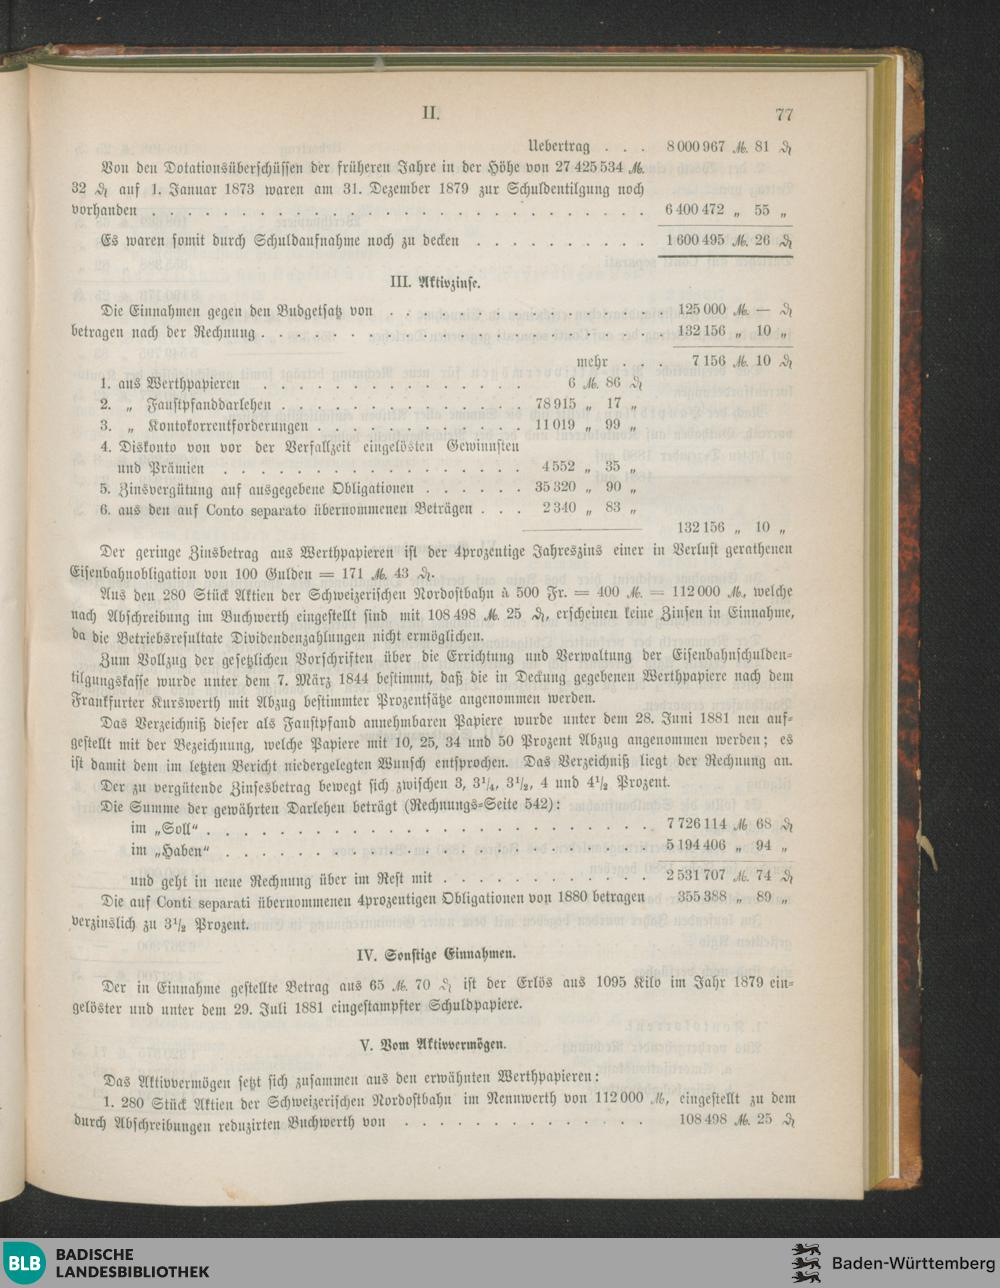 II. 77
Uebertrag . . . 8 000 967 ℳ 81 ₰
Von den Dotationsüberschüssen der früheren Jahre in der Höhe von 27 425 534 ℳ.
32 ₰ auf 1. Januar 1873 waren am 31. Dezember 1879 zur Schuldentilgung noch
vorhanden . . . . . . . . . . . . . . . . . . . 6 400 472 „ 55 „
Es waren somit durch Schuldaufnahme noch zu decken . . . . . . . 1 600 495 ℳ. 26 ₰
III. Aktivzinse.
Die Einnahmen gegen den Budgetsatz von . . . . . . . . . . 125 000 ℳ. — ₰
betragen nach der Rechnung . . . . . . . . . . . . . . . 132 156 „ 10 „
mehr . . . 7 156 ℳ. 10 ₰
1. aus Werthpapieren . . . . . . . . . . 6 ℳ. 86 ₰
2. „ Faustpfanddarlehen . . . . . . . . . . 78 915 „ 17 „
3. „ Kontokorrentforderungen . . . . . . . . 11 019 „ 99 „
4. Diskonto von vor der Verfallzeit eingelösten Gewinnsten
und Prämien . . . . . . . . . . . . 4 552 „ 35 „
5. Zinsvergütung auf ausgegebene Obligationen . . . . . . 35 320 „ 90 „
6. aus den auf Conto separato übernommenen Beträgen . . . 2 340 „ 83 „
132 156 „ 10 „
Der geringe Zinsbetrag aus Werthpapieren ist der 4prozentige Jahreszins einer in Verlust gerathenen
Eisenbahnobligation von 100 Gulden = 171 ℳ. 43 ₰.
Aus den 280 Stück Aktien der Schweizerischen Nordostbahn à 500 Fr. = 400 ℳ. = 112 000 ℳ., welche
nach Abschreibung im Buchwerth eingestellt sind mit 108 498 ℳ. 25 ₰, erscheinen keine Zinsen in Einnahme,
da die Betriebsresultate Dividendenzahlungen nicht ermöglichen.
Zum Vollzug der gesetzlichen Vorschriften über die Errichtung und Verwaltung der Eisenbahnschulden-
tilgungskasse wurde unter dem 7. März 1844 bestimmt, daß die in Deckung gegebenen Werthpapiere nach dem
Frankfurter Kurswerth mit Abzug bestimmter Prozentsätze angenommen werden.
Das Verzeichniß dieser als Faustpfand annehmbaren Papiere wurde unter dem 28. Juni 1881 neu auf-
gestellt mit der Bezeichnung, welche Papiere mit 10, 25, 34 und 50 Prozent Abzug angenommen werden; es
ist damit dem im letzten Bericht niedergelegten Wunsch entsprochen. Das Verzeichniß liegt der Rechnung an.
Der zu vergütende Zinsesbetrag bewegt sich zwischen 3, 3¹/₄, 3¹/₂, 4 und 4¹/₂ Prozent.
Die Summe der gewährten Darlehen beträgt (Rechnungs-Seite 542):
im „Soll“ . . . . . . . . . . . . . . . . . 7 726 114 ℳ 68 ₰
im „Haben“ . . . . . . . . . . . . . . . . 5 194 406 „ 94 „
und geht in neue Rechnung über im Rest mit . . . . . . . . 2 531 707 ℳ. 74 ₰
Die auf Conti separati übernommenen 4prozentigen Obligationen von 1880 betragen 355 388 „ 89 „
verzinslich zu 3¹/₂ Prozent.
IV. Sonstige Einnahmen.
Der in Einnahme gestellte Betrag aus 65 ℳ. 70 ₰ ist der Erlös aus 1095 Kilo im Jahr 1879 ein-
gelöster und unter dem 29. Juli 1881 eingestampfter Schuldpapiere.
V. Vom Aktivvermögen.
Das Aktivvermögen setzt sich zusammen aus den erwähnten Werthpapieren:
1. 280 Stück Aktien der Schweizerischen Nordostbahn im Nennwerth von 112 000 ℳ, eingestellt zu dem
durch Abschreibungen reduzirten Buchwerth von . . . . . . . . . . 108 498 ℳ. 25 ₰
BLB BADISCHE
LANDESBIBLIOTHEK
Baden-Württemberg